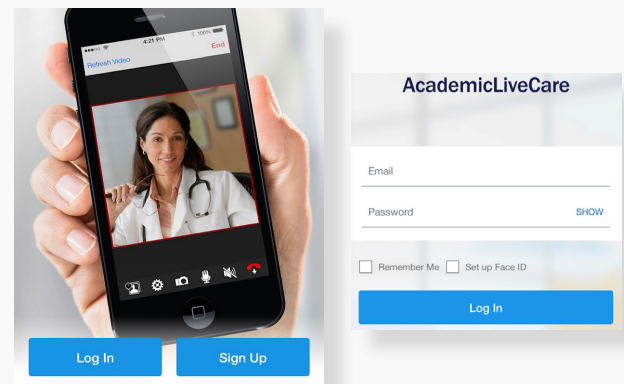 4:21 PM
100%
Refresh Video
End
Log In
Sign Up
AcademicLiveCare
Email
Password
SHOW
Remember Me
Set up Face ID
Log In